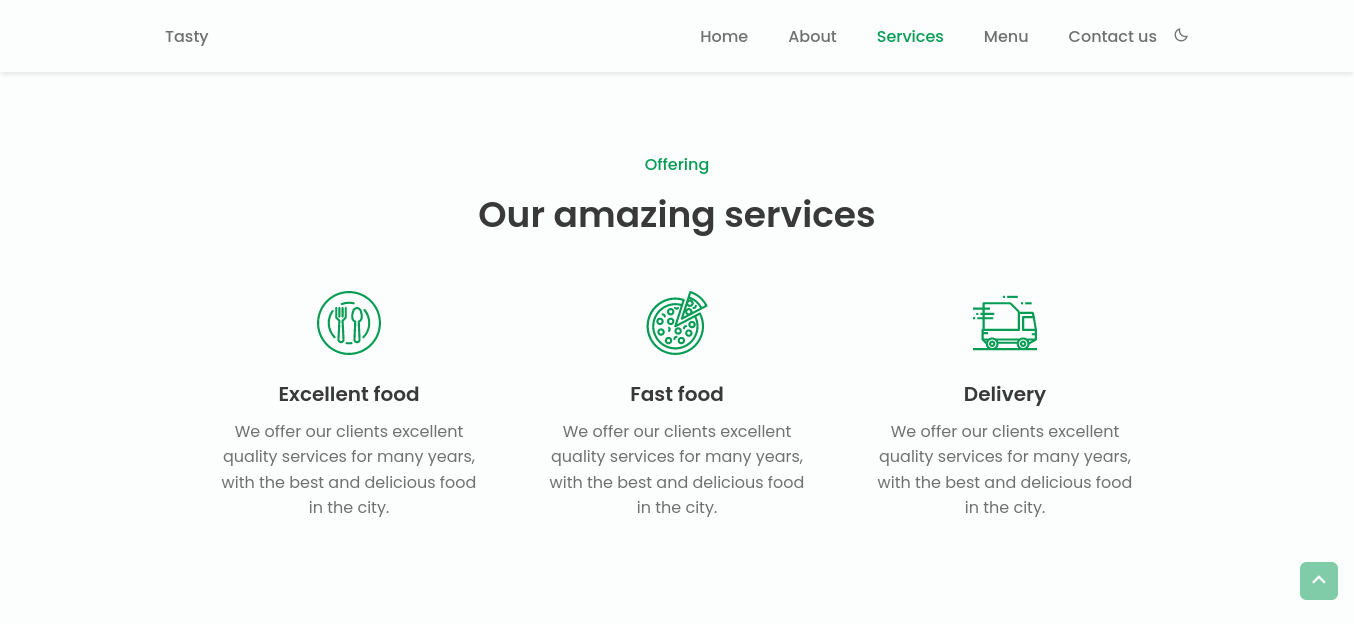 Tasty
Home
About
Services
Menu
Contact us
Offering
Our amazing services
Excellent food
We offer our clients excellent
quality services for many years,
with the best and delicious food
in the city.
Fast food
We offer our clients excellent
quality services for many years,
with the best and delicious food
in the city.
Delivery
We offer our clients excellent
quality services for many years,
with the best and delicious food
in the city.